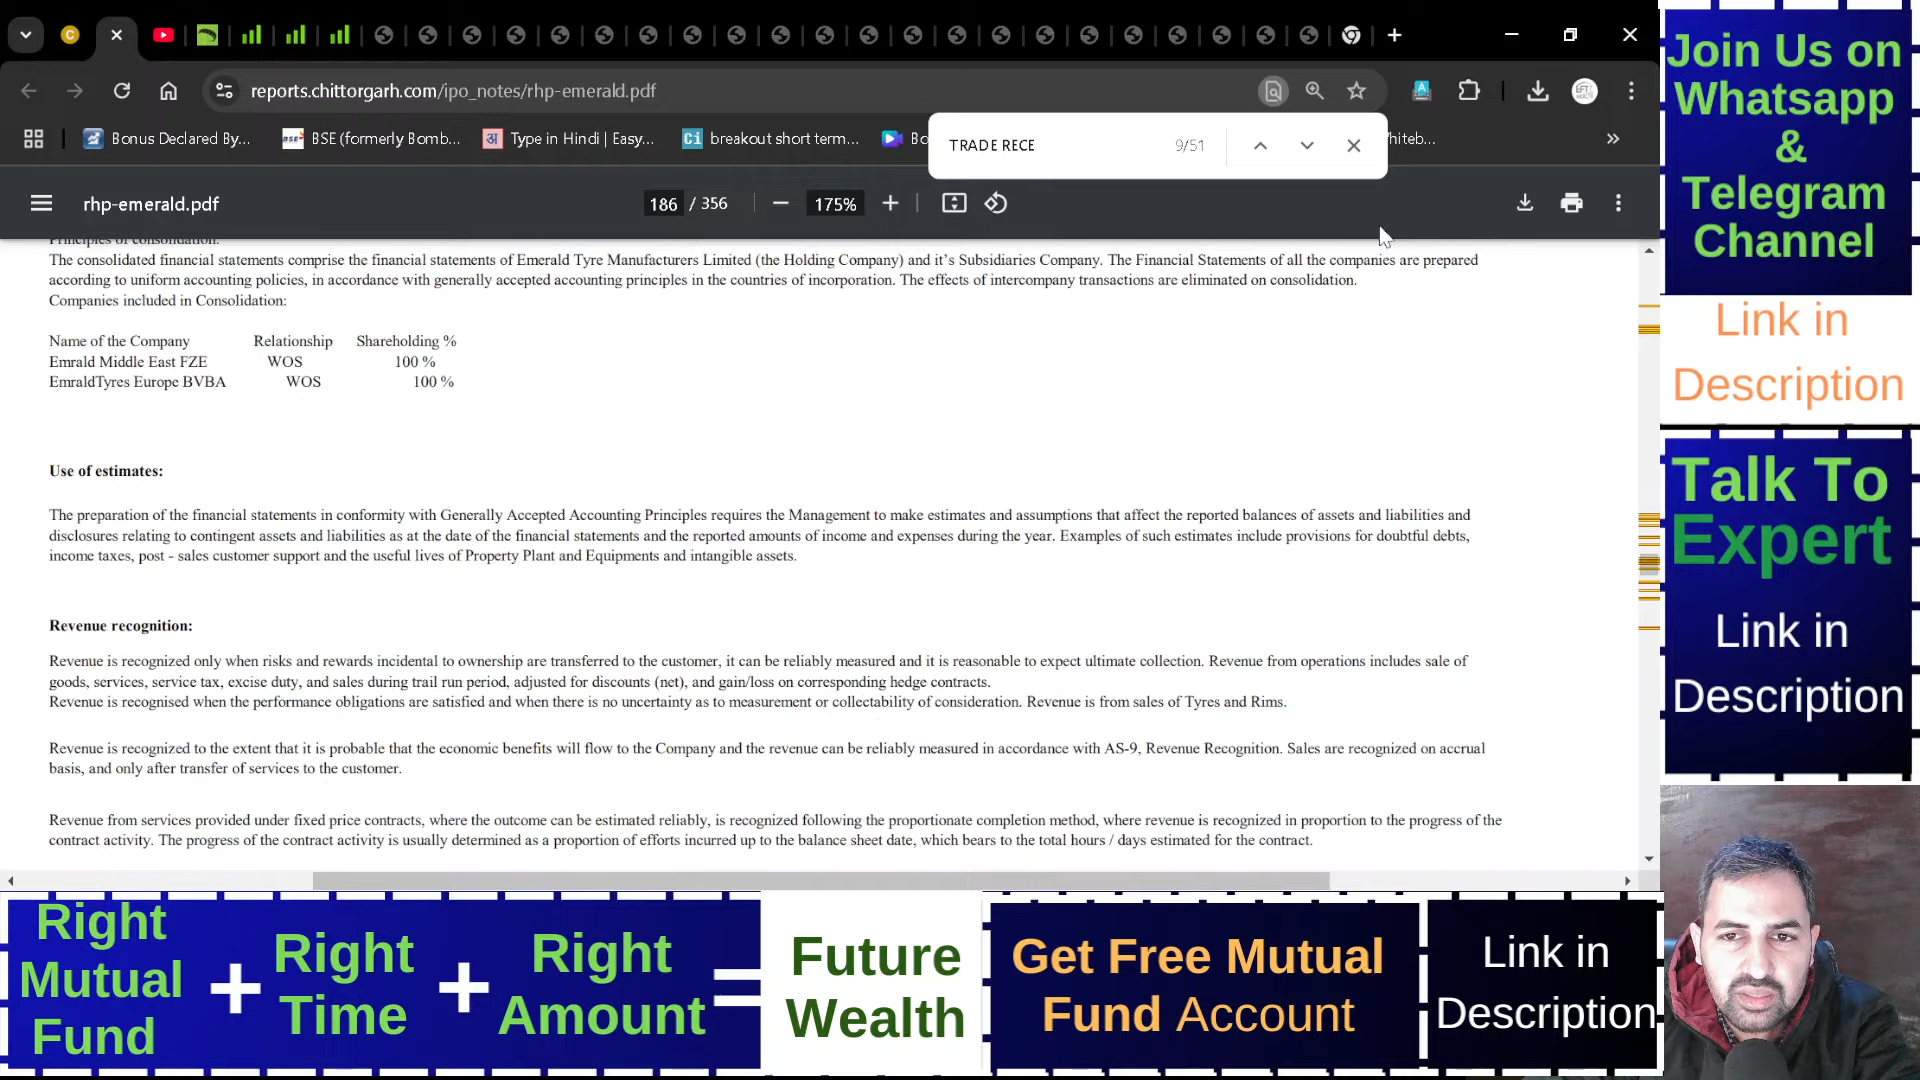 reports.chittorgarh.com/ipo_notes/rhp-emerald.pdf
Bonus Declared By...
BSE (formerly Bomb...
Type in Hindi | Easy...
breakout short term...
Bo
hiteb...
TRADE RECE
9/51
rhp-emerald.pdf
186 / 356
175%
Principles of consolidation:
The consolidated financial statements comprise the financial statements of Emerald Tyre Manufacturers Limited (the Holding Company) and it's Subsidiaries Company. The Financial Statements of all the companies are prepared
according to uniform accounting policies, in accordance with generally accepted accounting principles in the countries of incorporation. The effects of intercompany transactions are eliminated on consolidation.
Companies included in Consolidation:
Name of the Company Relationship Shareholding %
Emrald Middle East FZE WOS 100 %
EmraldTyres Europe BVBA WOS 100 %
Use of estimates:
The preparation of the financial statements in conformity with Generally Accepted Accounting Principles requires the Management to make estimates and assumptions that affect the reported balances of assets and liabilities and
disclosures relating to contingent assets and liabilities as at the date of the financial statements and the reported amounts of income and expenses during the year. Examples of such estimates include provisions for doubtful debts,
income taxes, post - sales customer support and the useful lives of Property Plant and Equipments and intangible assets.
Revenue recognition:
Revenue is recognized only when risks and rewards incidental to ownership are transferred to the customer, it can be reliably measured and it is reasonable to expect ultimate collection. Revenue from operations includes sale of
goods, services, service tax, excise duty, and sales during trail run period, adjusted for discounts (net), and gain/loss on corresponding hedge contracts.
Revenue is recognised when the performance obligations are satisfied and when there is no uncertainty as to measurement or collectability of consideration. Revenue is from sales of Tyres and Rims.
Revenue is recognized to the extent that it is probable that the economic benefits will flow to the Company and the revenue can be reliably measured in accordance with AS-9, Revenue Recognition. Sales are recognized on accrual
basis, and only after transfer of services to the customer.
Revenue from services provided under fixed price contracts, where the outcome can be estimated reliably, is recognized following the proportionate completion method, where revenue is recognized in proportion to the progress of the
contract activity. The progress of the contract activity is usually determined as a proportion of efforts incurred up to the balance sheet date, which bears to the total hours / days estimated for the contract.
Join Us on
Whatsapp
&
Telegram
Channel
Link in
Description
Talk To
Expert
Link in
Description
Right
Mutual
Fund
+
Right
Time
+
Right
Amount
=
Future
Wealth
Get Free Mutual
Fund Account
Link in
Description